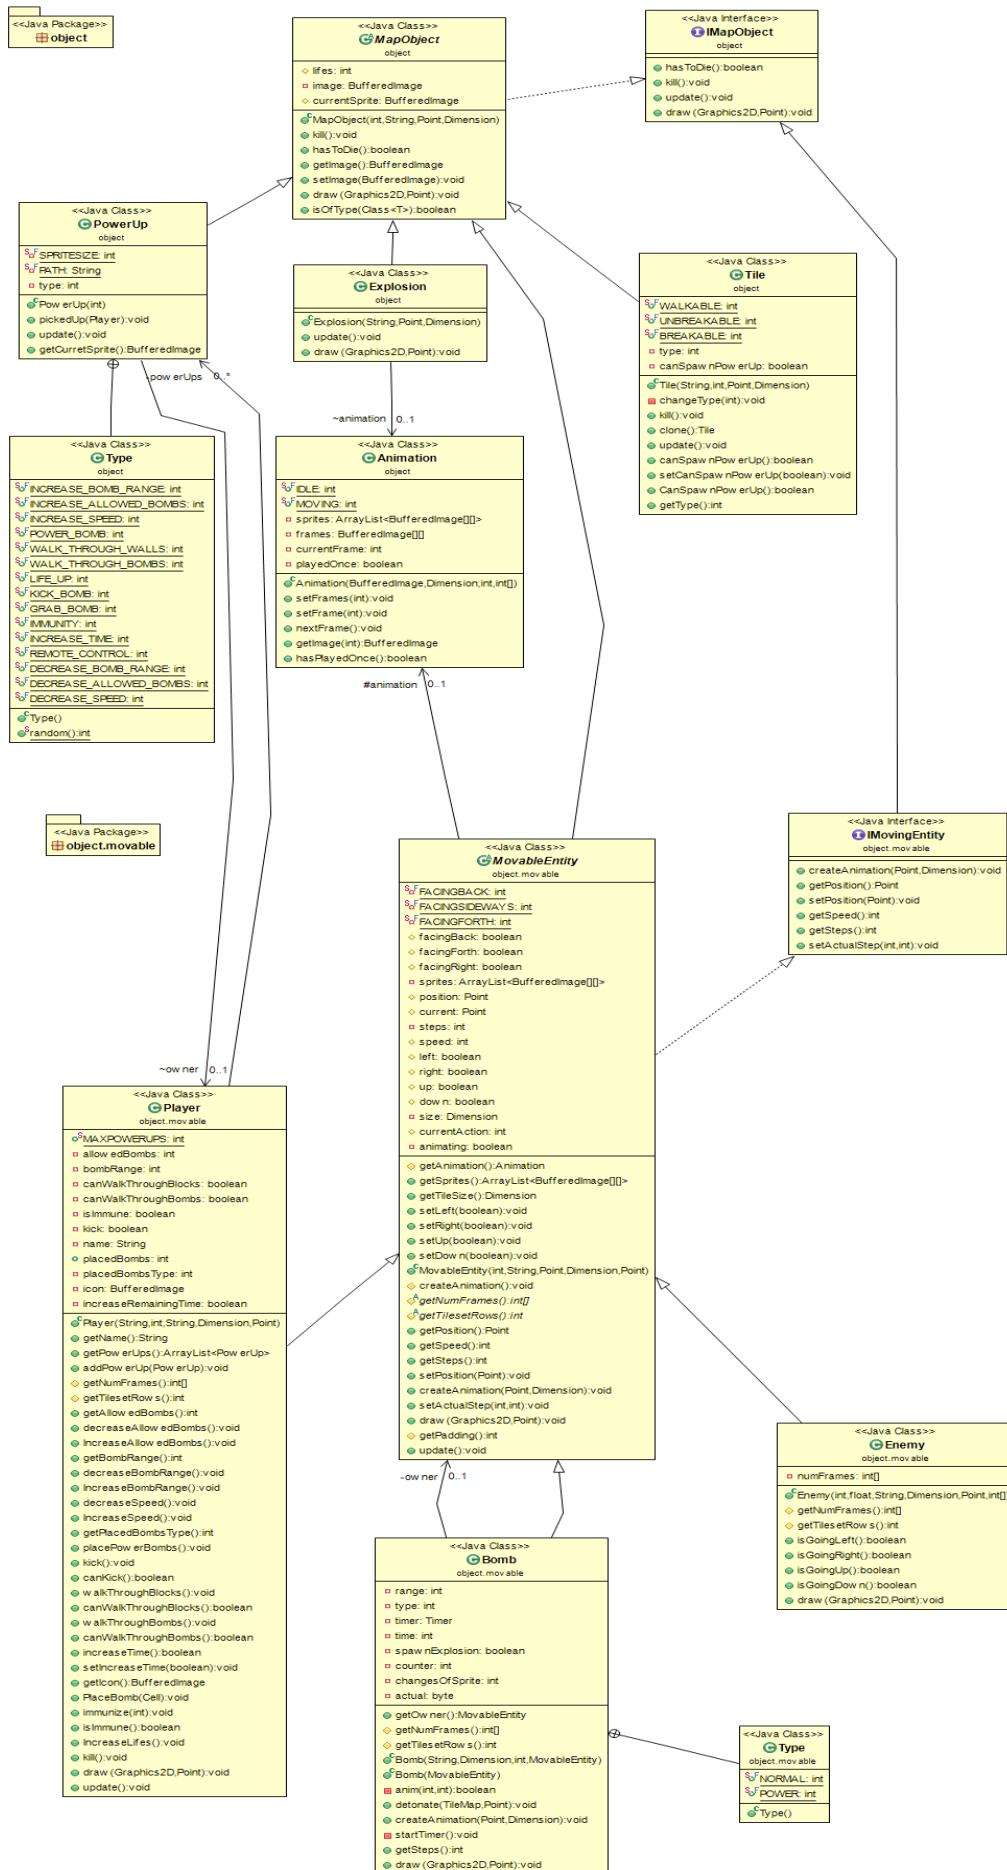 <<Java Package>>
object
<<Java Class>>
MapObject
object
lifes: int
image: BufferedImage
currentSprite: BufferedImage
MapObject(int,String,Point,Dimension)
kill():void
hasToDie():boolean
getImage():BufferedImage
setImage(BufferedImage):void
draw(Graphics2D,Point):void
isOfType(Class<T>):boolean
<<Java Interface>>
IMapObject
object
hasToDie():boolean
kill():void
update():void
draw(Graphics2D,Point):void
<<Java Class>>
PowerUp
object
SPRITESIZE: int
PATH: String
type: int
PowerUp(int)
pickedUp(Player):void
update():void
getCurretSprite():BufferedImage
<<Java Class>>
Explosion
object
Explosion(String,Point,Dimension)
update():void
draw(Graphics2D,Point):void
<<Java Class>>
Tile
object
WALKABLE: int
UNBREAKABLE: int
BREAKABLE: int
type: int
canSpawnPowerUp: boolean
Tile(String,int,Point,Dimension)
changeType(int):void
kill():void
clone():Tile
update():void
canSpawnPowerUp():boolean
setCanSpawnPowerUp(boolean):void
CanSpawnPowerUp():boolean
getType():int
-powerUps 0..*
~animation 0..1
<<Java Class>>
Type
object
INCREASE_BOMB_RANGE: int
INCREASE_ALLOWED_BOMBS: int
INCREASE_SPEED: int
POWER_BOMB: int
WALK_THROUGH_WALLS: int
WALK_THROUGH_BOMBS: int
LIFE_UP: int
KICK_BOMB: int
GRAB_BOMB: int
IMMUNITY: int
INCREASE_TIME: int
REMOTE_CONTROL: int
DECREASE_BOMB_RANGE: int
DECREASE_ALLOWED_BOMBS: int
DECREASE_SPEED: int
Type()
random():int
<<Java Class>>
Animation
object
IDLE: int
MOVING: int
sprites: ArrayList<BufferedImage[][]>
frames: BufferedImage[][]
currentFrame: int
playedOnce: boolean
Animation(BufferedImage,Dimension,int,int[])
setFrames(int):void
setFrame(int):void
nextFrame():void
getImage(int):BufferedImage
hasPlayedOnce():boolean
#animation 0..1
<<Java Package>>
object.movable
<<Java Class>>
MovableEntity
object.movable
FACINGBACK: int
FACINGSIDEWAYS: int
FACINGFORTH: int
facingBack: boolean
facingForth: boolean
facingRight: boolean
sprites: ArrayList<BufferedImage[][]>
position: Point
current: Point
steps: int
speed: int
left: boolean
right: boolean
up: boolean
down: boolean
size: Dimension
currentAction: int
animating: boolean
getAnimation():Animation
getSprites():ArrayList<BufferedImage[][]>
getTileSize():Dimension
setLeft(boolean):void
setRight(boolean):void
setUp(boolean):void
setDown(boolean):void
MovableEntity(int,String,Point,Dimension,Point)
createAnimation():void
getNumFrames():int[]
getTilesetRows():int
getPosition():Point
getSpeed():int
getSteps():int
setPosition(Point):void
createAnimation(Point,Dimension):void
setActualStep(int,int):void
draw(Graphics2D,Point):void
getPadding():int
update():void
<<Java Interface>>
IMovingEntity
object.movable
createAnimation(Point,Dimension):void
getPosition():Point
setPosition(Point):void
getSpeed():int
getSteps():int
setActualStep(int,int):void
~owner 0..1
<<Java Class>>
Player
object.movable
MAXPOWERUPS: int
allowedBombs: int
bombRange: int
canWalkThroughBlocks: boolean
canWalkThroughBombs: boolean
isImmune: boolean
kick: boolean
name: String
placedBombs: int
placedBombsType: int
icon: BufferedImage
increaseRemainingTime: boolean
Player(String,int,String,Dimension,Point)
getName():String
getPowerUps():ArrayList<PowerUp>
addPowerUp(PowerUp):void
getNumFrames():int[]
getTilesetRows():int
getAllowedBombs():int
decreaseAllowedBombs():void
IncreaseAllowedBombs():void
getBombRange():int
decreaseBombRange():void
IncreaseBombRange():void
decreaseSpeed():void
IncreaseSpeed():void
getPlacedBombsType():int
placePowerBombs():void
kick():void
canKick():boolean
walkThroughBlocks():void
canWalkThroughBlocks():boolean
walkThroughBombs():void
canWalkThroughBombs():boolean
increaseTime():boolean
setIncreaseTime(boolean):void
getIcon():BufferedImage
PlaceBomb(Cell):void
immunize(int):void
isImmune():boolean
IncreaseLifes():void
kill():void
draw(Graphics2D,Point):void
update():void
<<Java Class>>
Enemy
object.movable
numFrames: int[]
Enemy(int,float,String,Dimension,Point,int[])
getNumFrames():int[]
getTilesetRows():int
isGoingLeft():boolean
isGoingRight():boolean
isGoingUp():boolean
isGoingDown():boolean
draw(Graphics2D,Point):void
-owner 0..1
<<Java Class>>
Bomb
object.movable
range: int
type: int
timer: Timer
time: int
spawnExplosion: boolean
counter: int
changesOfSprite: int
actual: byte
getOwner():MovableEntity
getNumFrames():int[]
getTilesetRows():int
Bomb(String,Dimension,int,MovableEntity)
Bomb(MovableEntity)
anim(int,int):boolean
detonate(TileMap,Point):void
createAnimation(Point,Dimension):void
startTimer():void
getSteps():int
draw(Graphics2D,Point):void
<<Java Class>>
Type
object.movable
NORMAL: int
POWER: int
Type()